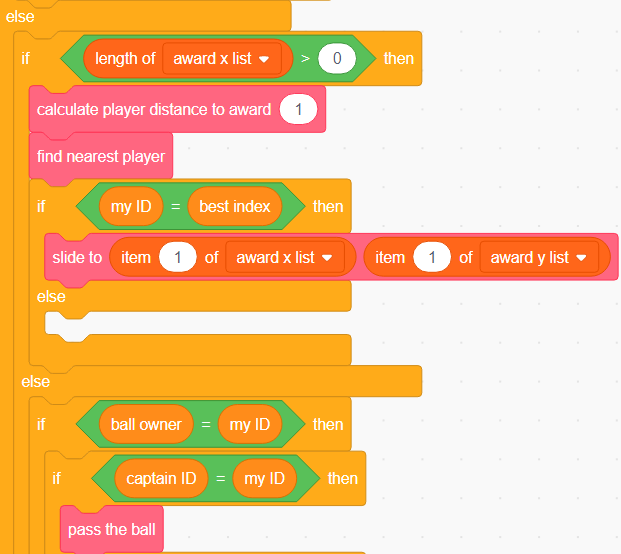 else
if length of award x list > 0 then
calculate player distance to award 1
find nearest player
if my ID = best index then
slide to item 1 of award x list item 1 of award y list
else
else
if ball owner = my ID then
if captain ID = my ID then
pass the ball